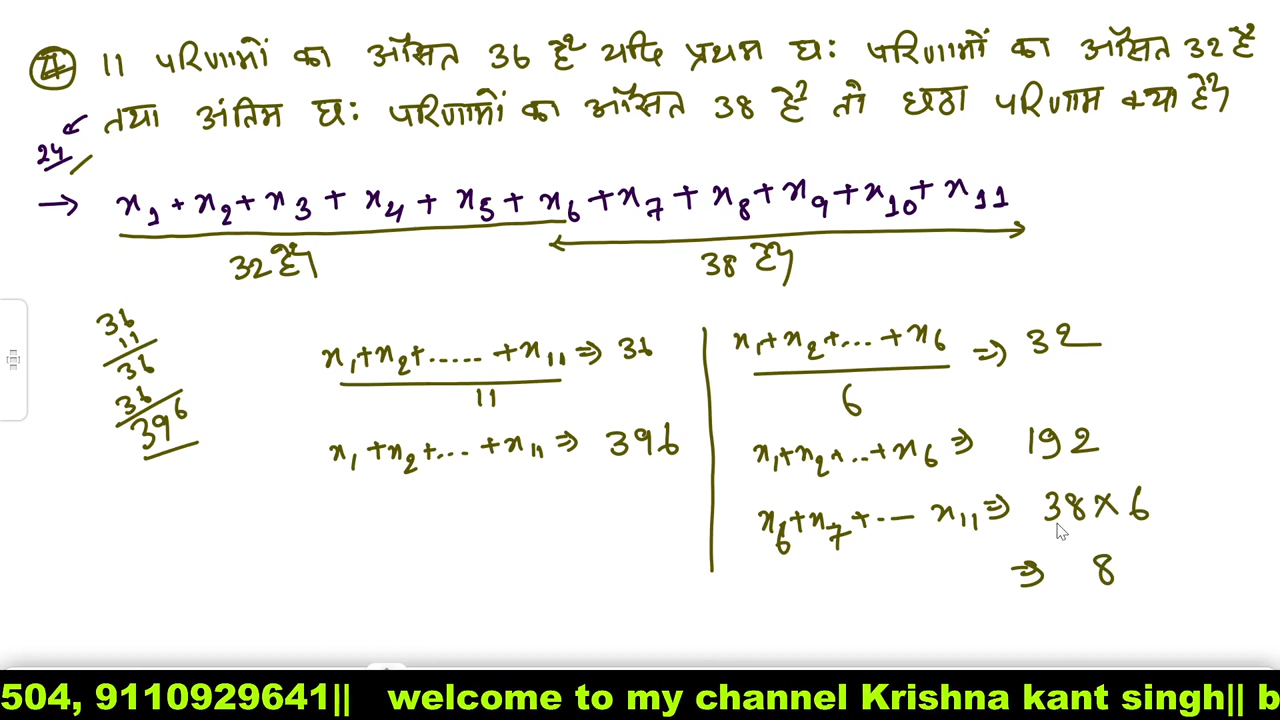 ④ 11 परिणामों का औसत 36 है यदि प्रथम छः परिणामों का औसत 32 है
तथा अंतिम छः परिणामों का औसत 38 है तो छठा परिणाम क्या है?
24
→ x₁ + x₂ + x₃ + x₄ + x₅ + x₆ + x₇ + x₈ + x₉ + x₁₀ + x₁₁
32 है। 38 है।
36
11
36
36
396
x₁+x₂+.....+x₁₁ ⇒ 36
11
x₁+x₂+...+x₁₁ ⇒ 396
x₁+x₂+...+x₆ ⇒ 32
6
x₁+x₂+..+x₆ ⇒ 192
x₆+x₇+... x₁₁ ⇒ 38×6
⇒ 8
504, 9110929641|| welcome to my channel Krishna kant singh|| b